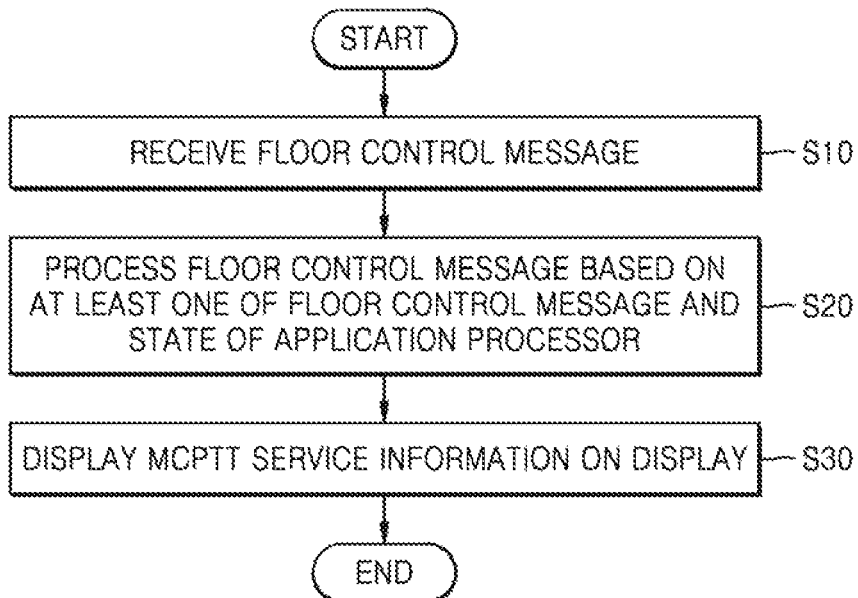 START
RECEIVE FLOOR CONTROL MESSAGE
S10
PROCESS FLOOR CONTROL MESSAGE BASED ON
AT LEAST ONE OF FLOOR CONTROL MESSAGE AND
STATE OF APPLICATION PROCESSOR
S20
DISPLAY MCPTT SERVICE INFORMATION ON DISPLAY
S30
END